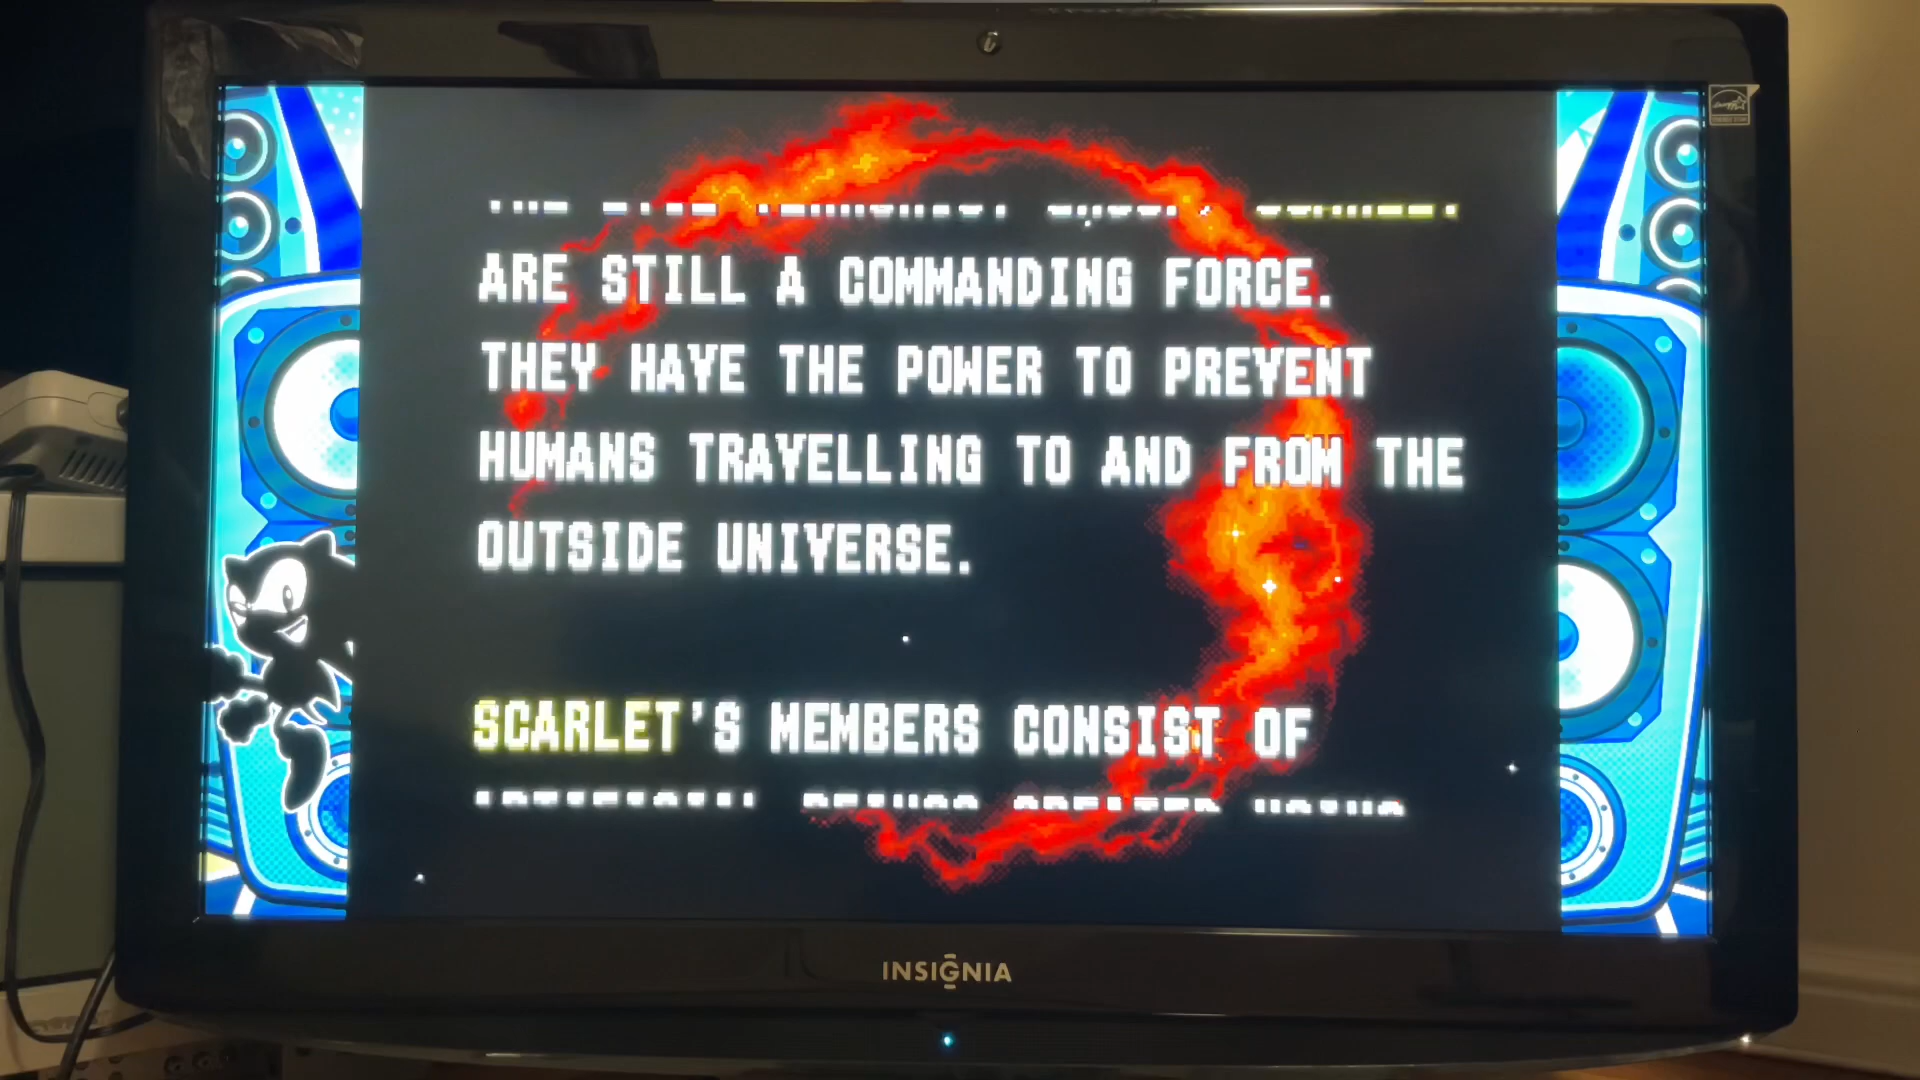 ARE STILL A COMMANDING FORCE.
THEY HAVE THE POWER TO PREVENT
HUMANS TRAVELLING TO AND FROM THE
OUTSIDE UNIVERSE.
SCARLET'S MEMBERS CONSIST OF
INSIGNIA